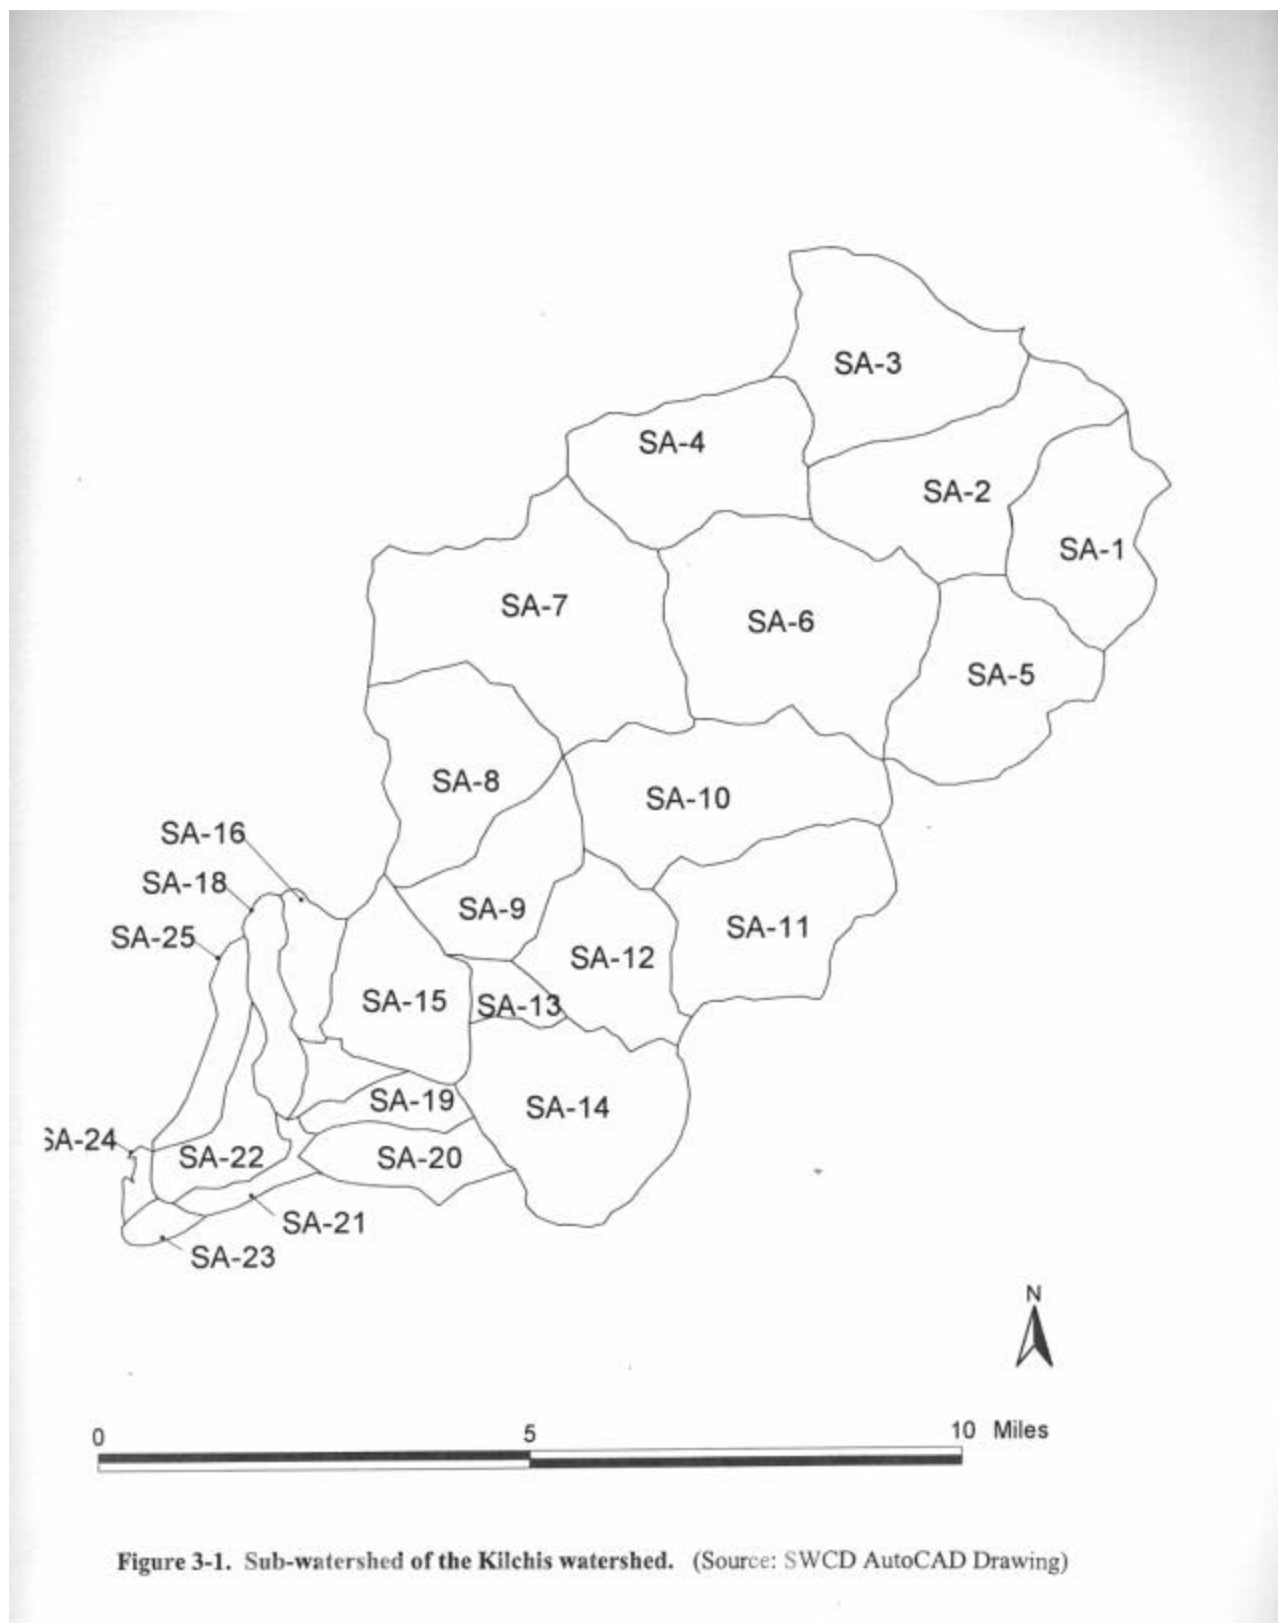 SA-3
SA-4
SA-2
SA-1
SA-7
SA-6
SA-5
SA-8
SA-10
SA-16
SA-18
SA-9
SA-11
SA-25
SA-12
SA-15
SA-13
SA-19
SA-14
SA-24
SA-22
SA-20
SA-21
SA-23
N
0 5 10 Miles
Figure 3-1. Sub-watershed of the Kilchis watershed. (Source: SWCD AutoCAD Drawing)